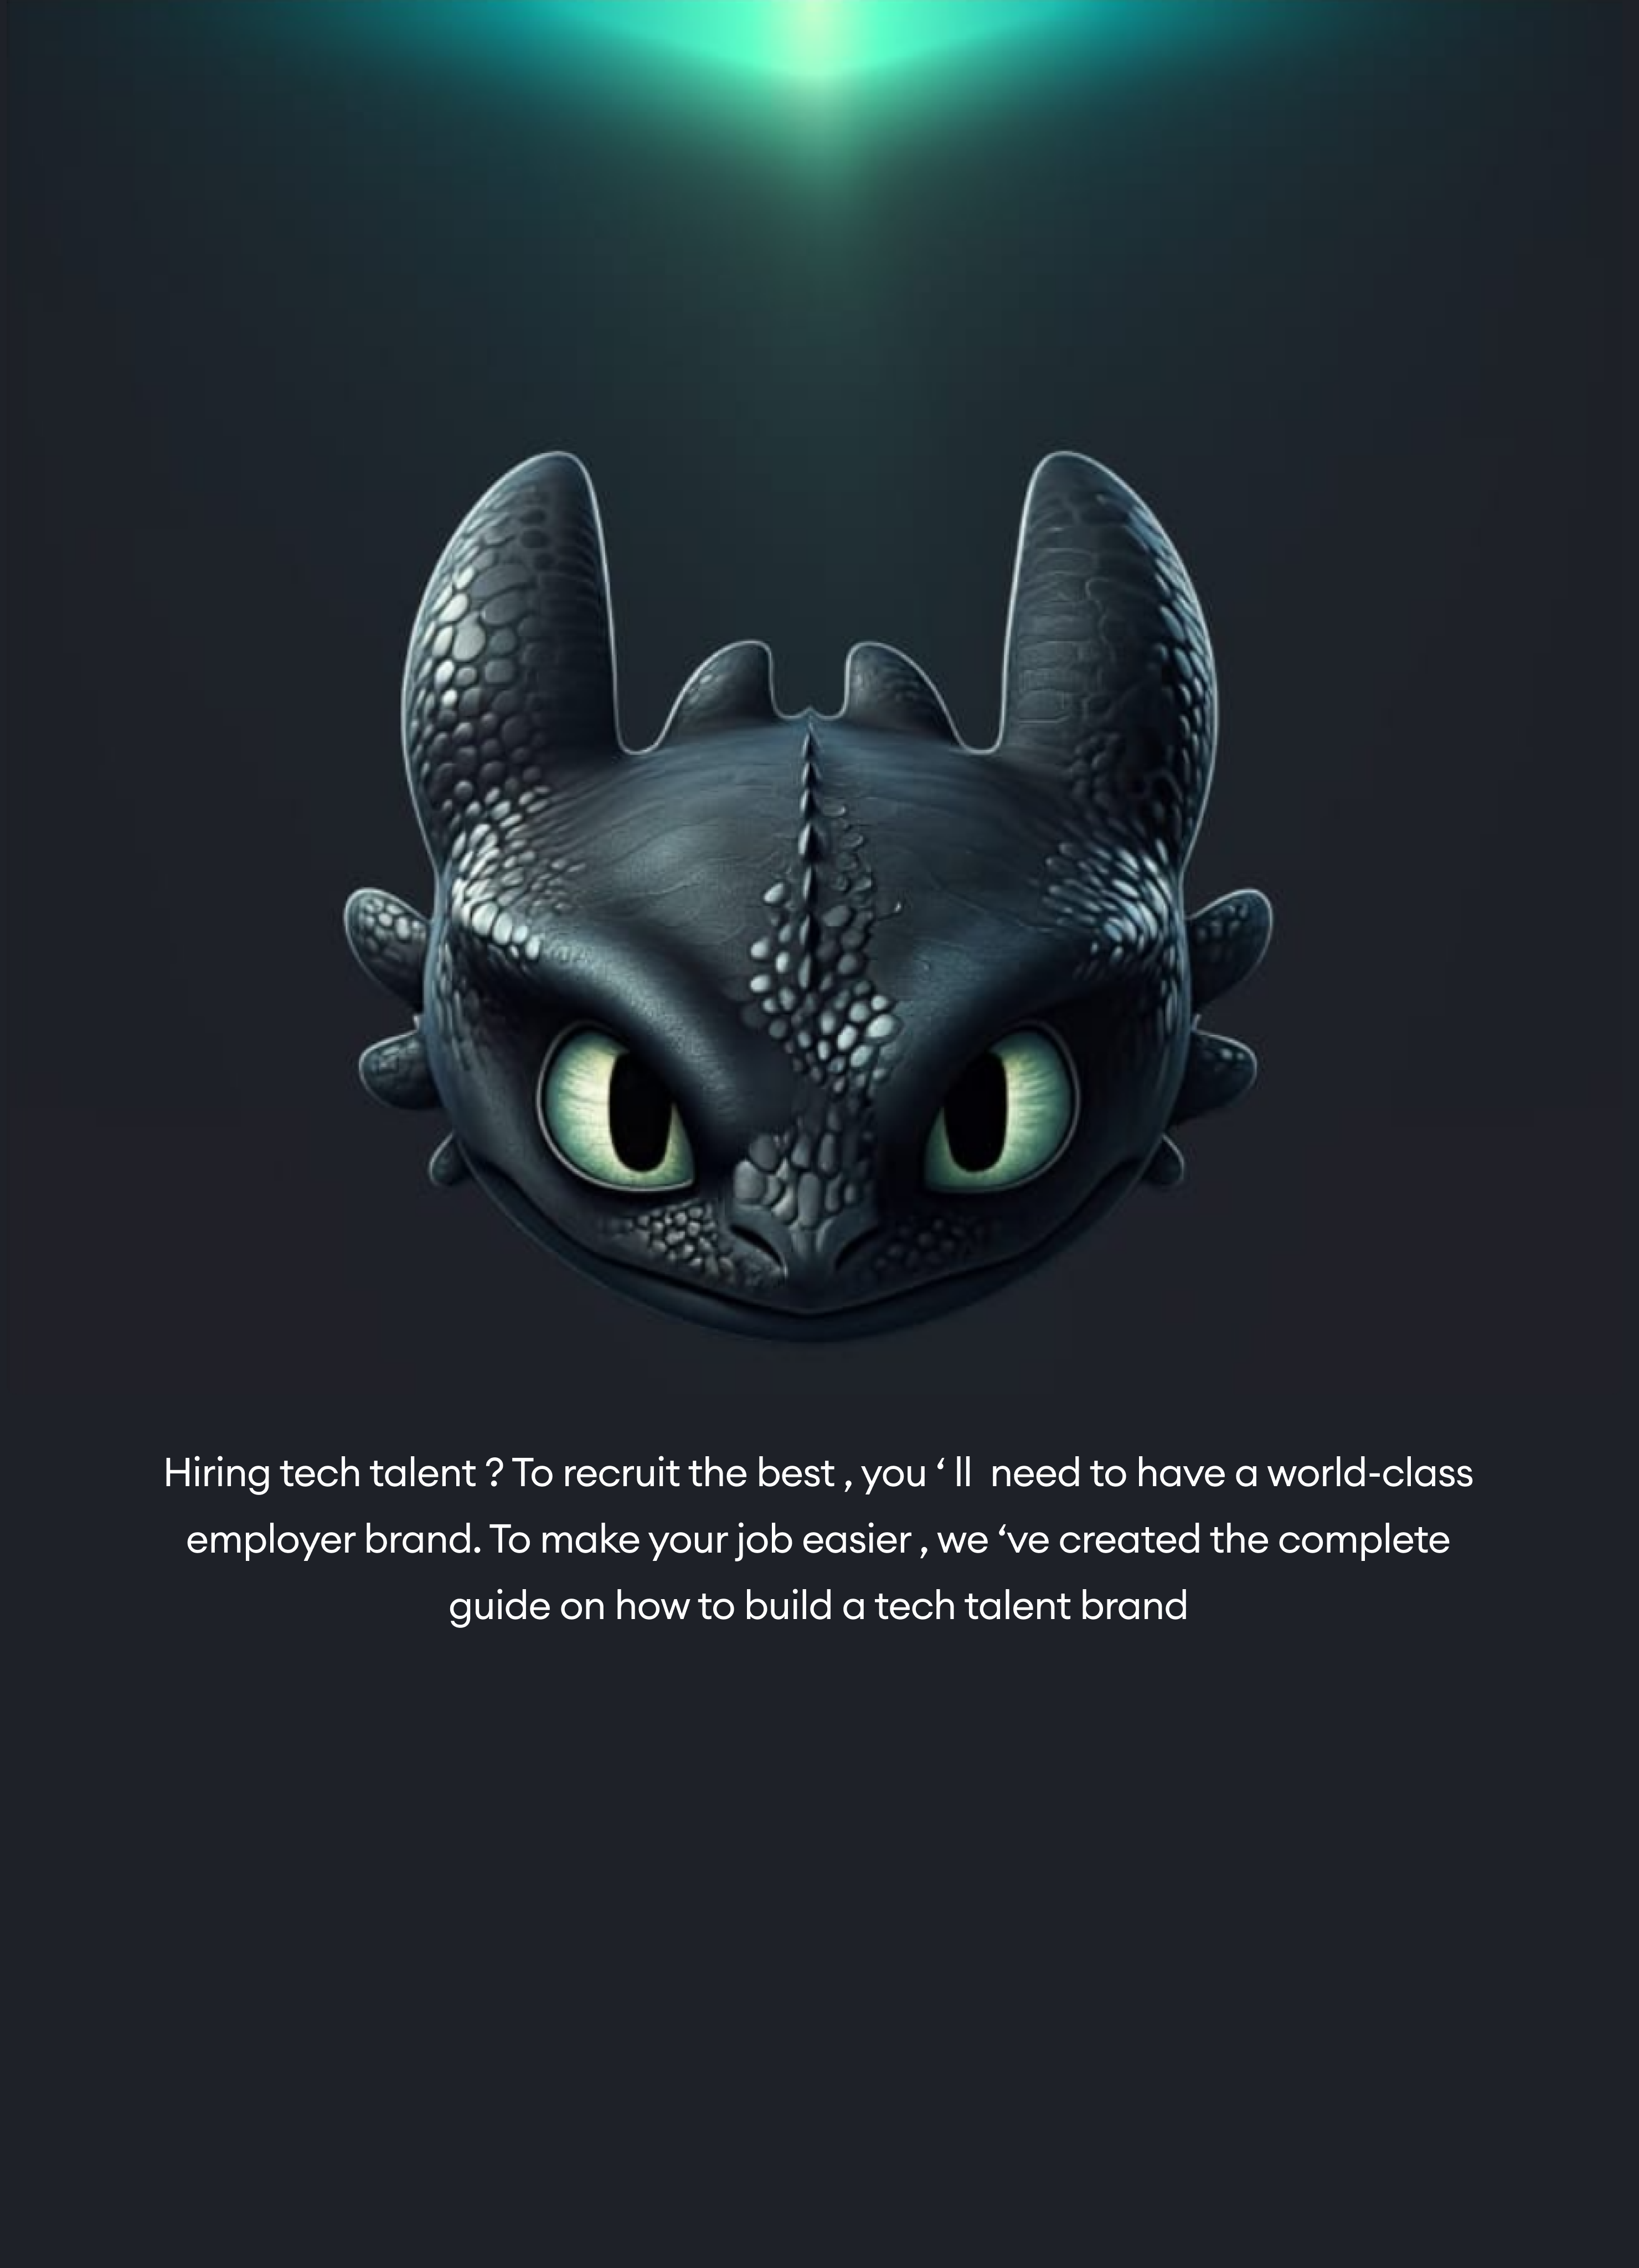 Hiring tech talent ? To recruit the best , you ‘ ll  need to have a world-class
employer brand. To make your job easier , we ‘ve created the complete
guide on how to build a tech talent brand